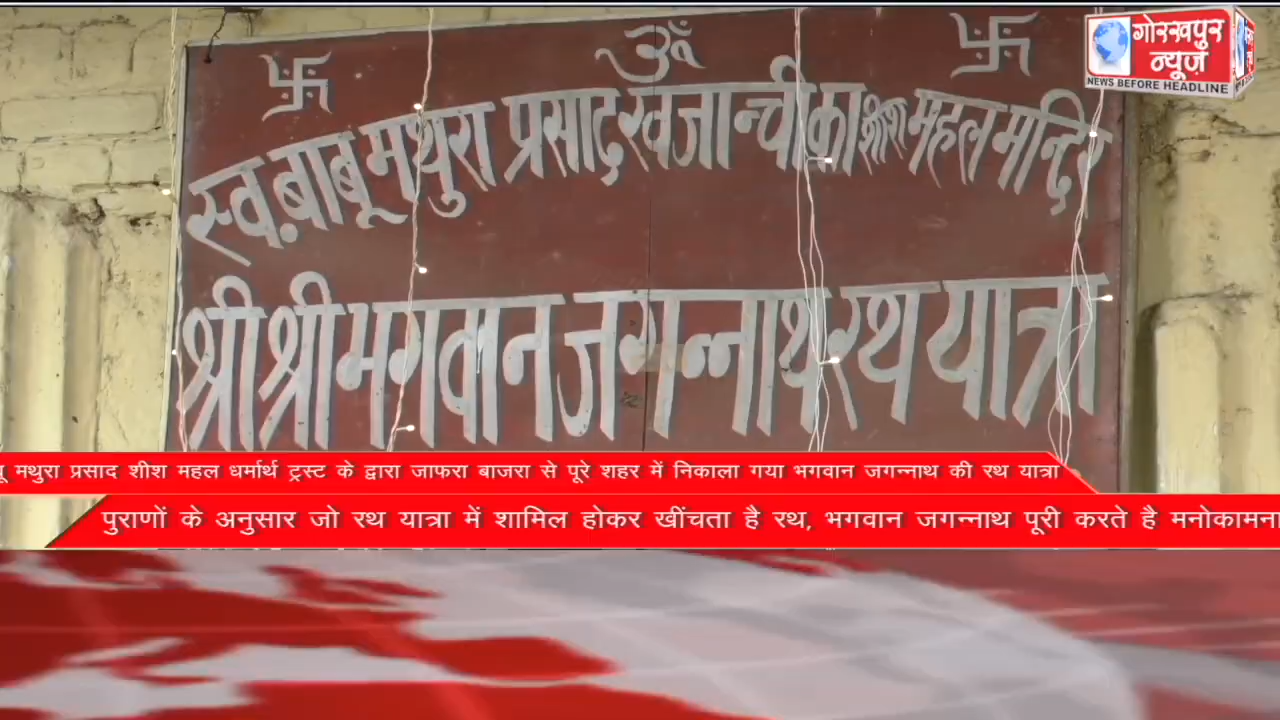 ॐ
गोरखपुर
न्यूज़
NEWS BEFORE HEADLINE
स्व. बाबू मथुरा प्रसाद खजान्ची का शीश महल मन्दिर
श्री श्री भगवान जगन्नाथ रथ यात्रा
मथुरा प्रसाद शीश महल धर्मार्थ ट्रस्ट के द्वारा जाफरा बाजरा से पूरे शहर में निकाला गया भगवान जगन्नाथ की रथ यात्रा
पुराणों के अनुसार जो रथ यात्रा में शामिल होकर खींचता है रथ, भगवान जगन्नाथ पूरी करते है मनोकामना